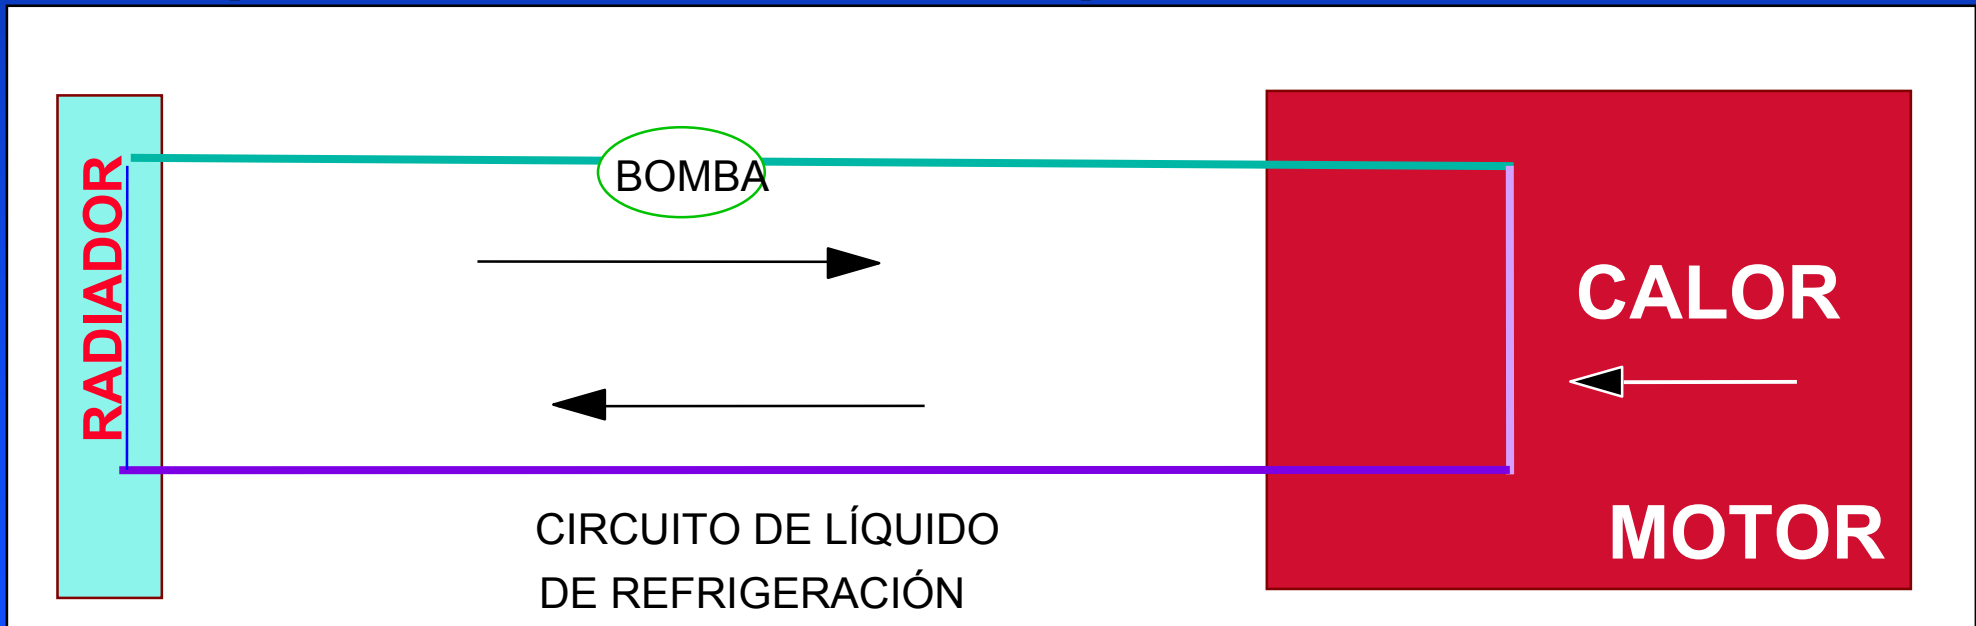 RADIADOR
BOMBA
CALOR
MOTOR
CIRCUITO DE LÍQUIDO
DE REFRIGERACIÓN